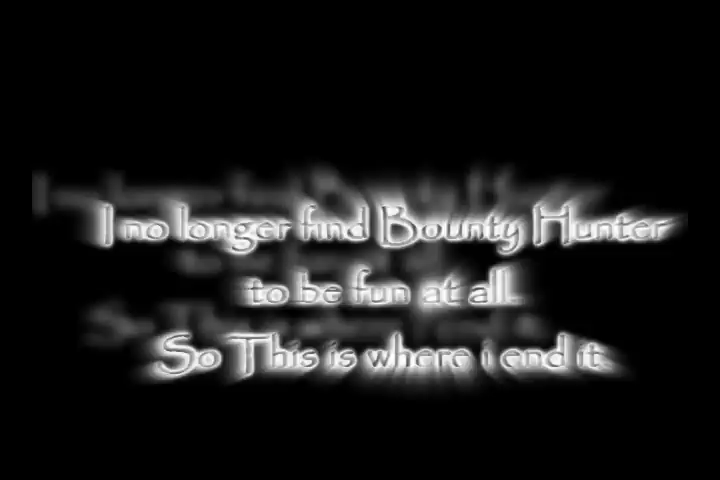 I no longer find Bounty Hunter
to be fun at all.
So This is where i end it.